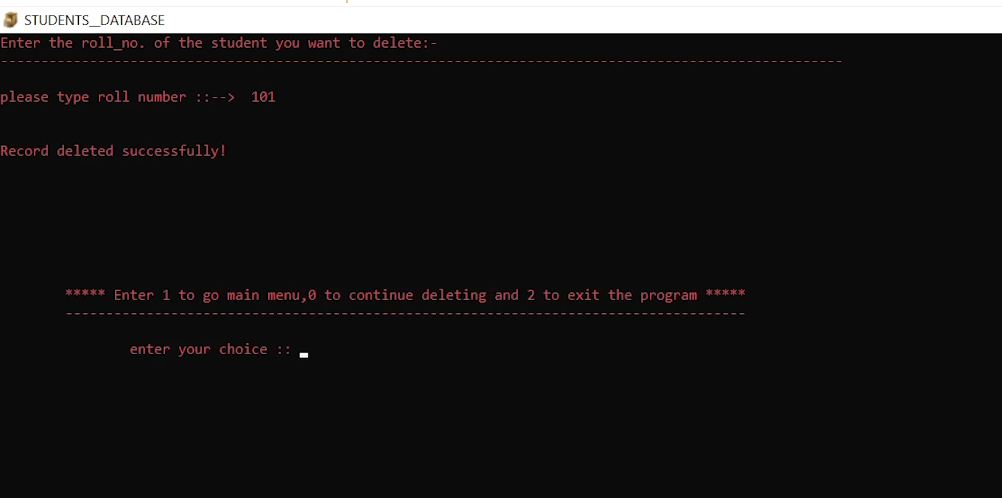 STUDENTS__DATABASE
Enter the roll_no. of the student you want to delete:-
--------------------------------------------------------------------------------------------------------
please type roll number ::-->  101
Record deleted successfully!
***** Enter 1 to go main menu,0 to continue deleting and 2 to exit the program *****
------------------------------------------------------------------------------------
enter your choice ::